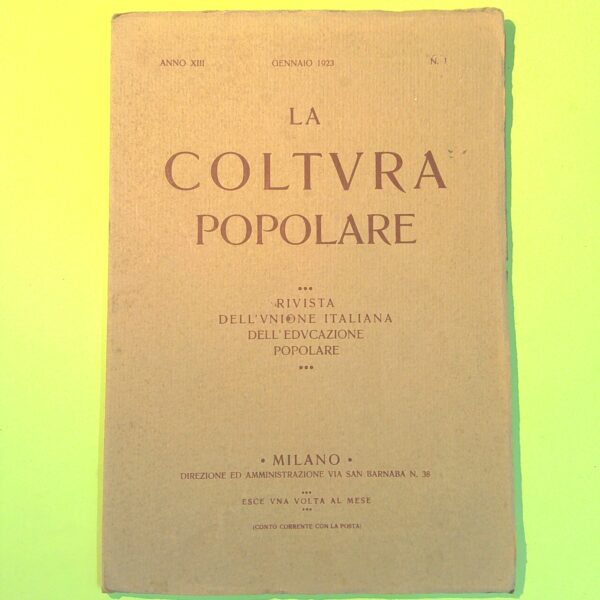 ANNO XIII GENNAIO 1923 N. 1
LA
COLTVRA
POPOLARE
RIVISTA
DELL'VNIONE ITALIANA
DELL'EDVCAZIONE
POPOLARE
• MILANO •
DIREZIONE ED AMMINISTRAZIONE VIA SAN BARNABA N. 38
ESCE VNA VOLTA AL MESE
(CONTO CORRENTE CON LA POSTA)